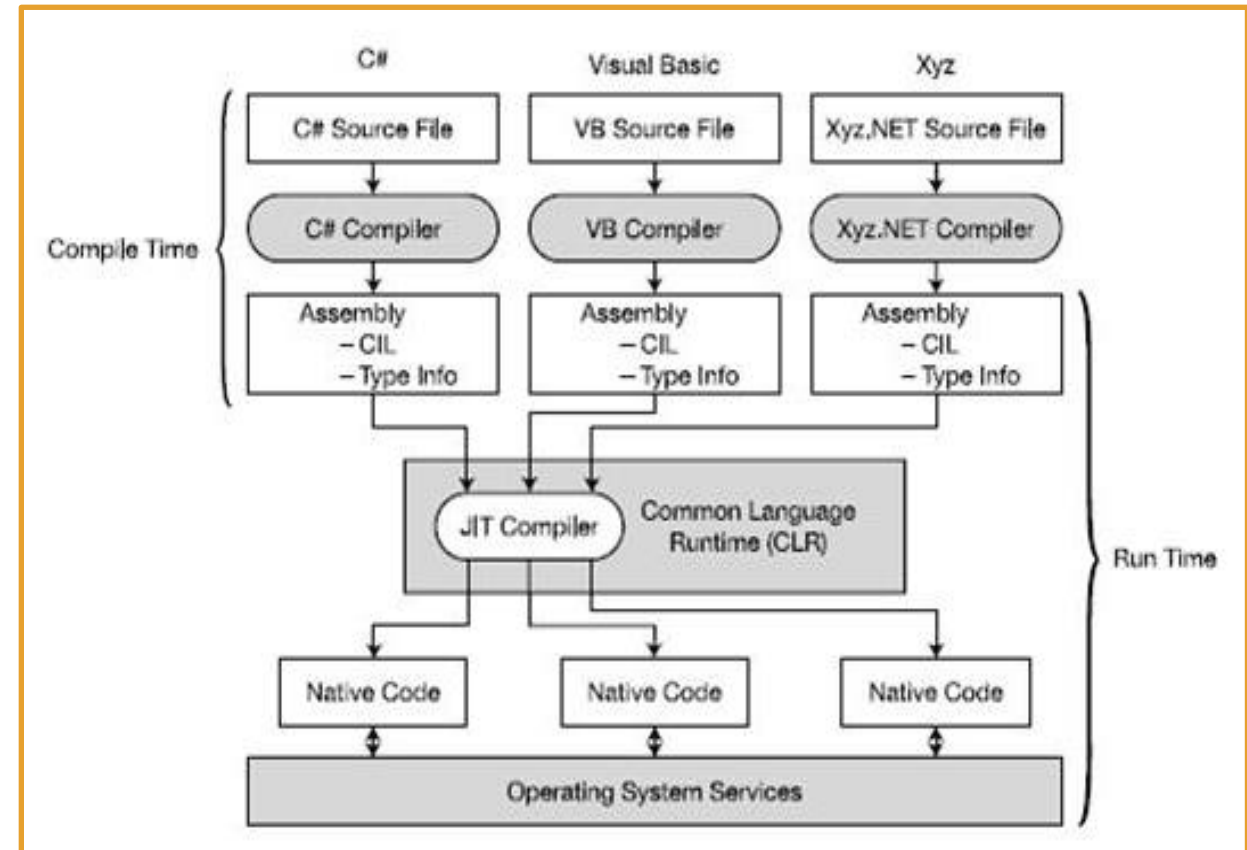 C#
Visual Basic
Xyz
C# Source File
VB Source File
Xyz,NET Source File
C# Compiler
VB Compiler
Xyz.NET Compiler
Compile Time
Assembly
– CIL
– Type Info
Assembly
– CIL
– Type Info
Assembly
– CIL
– Type Info
JIT Compiler
Common Language
Runtime (CLR)
Run Time
Native Code
Native Code
Native Code
Operating System Services